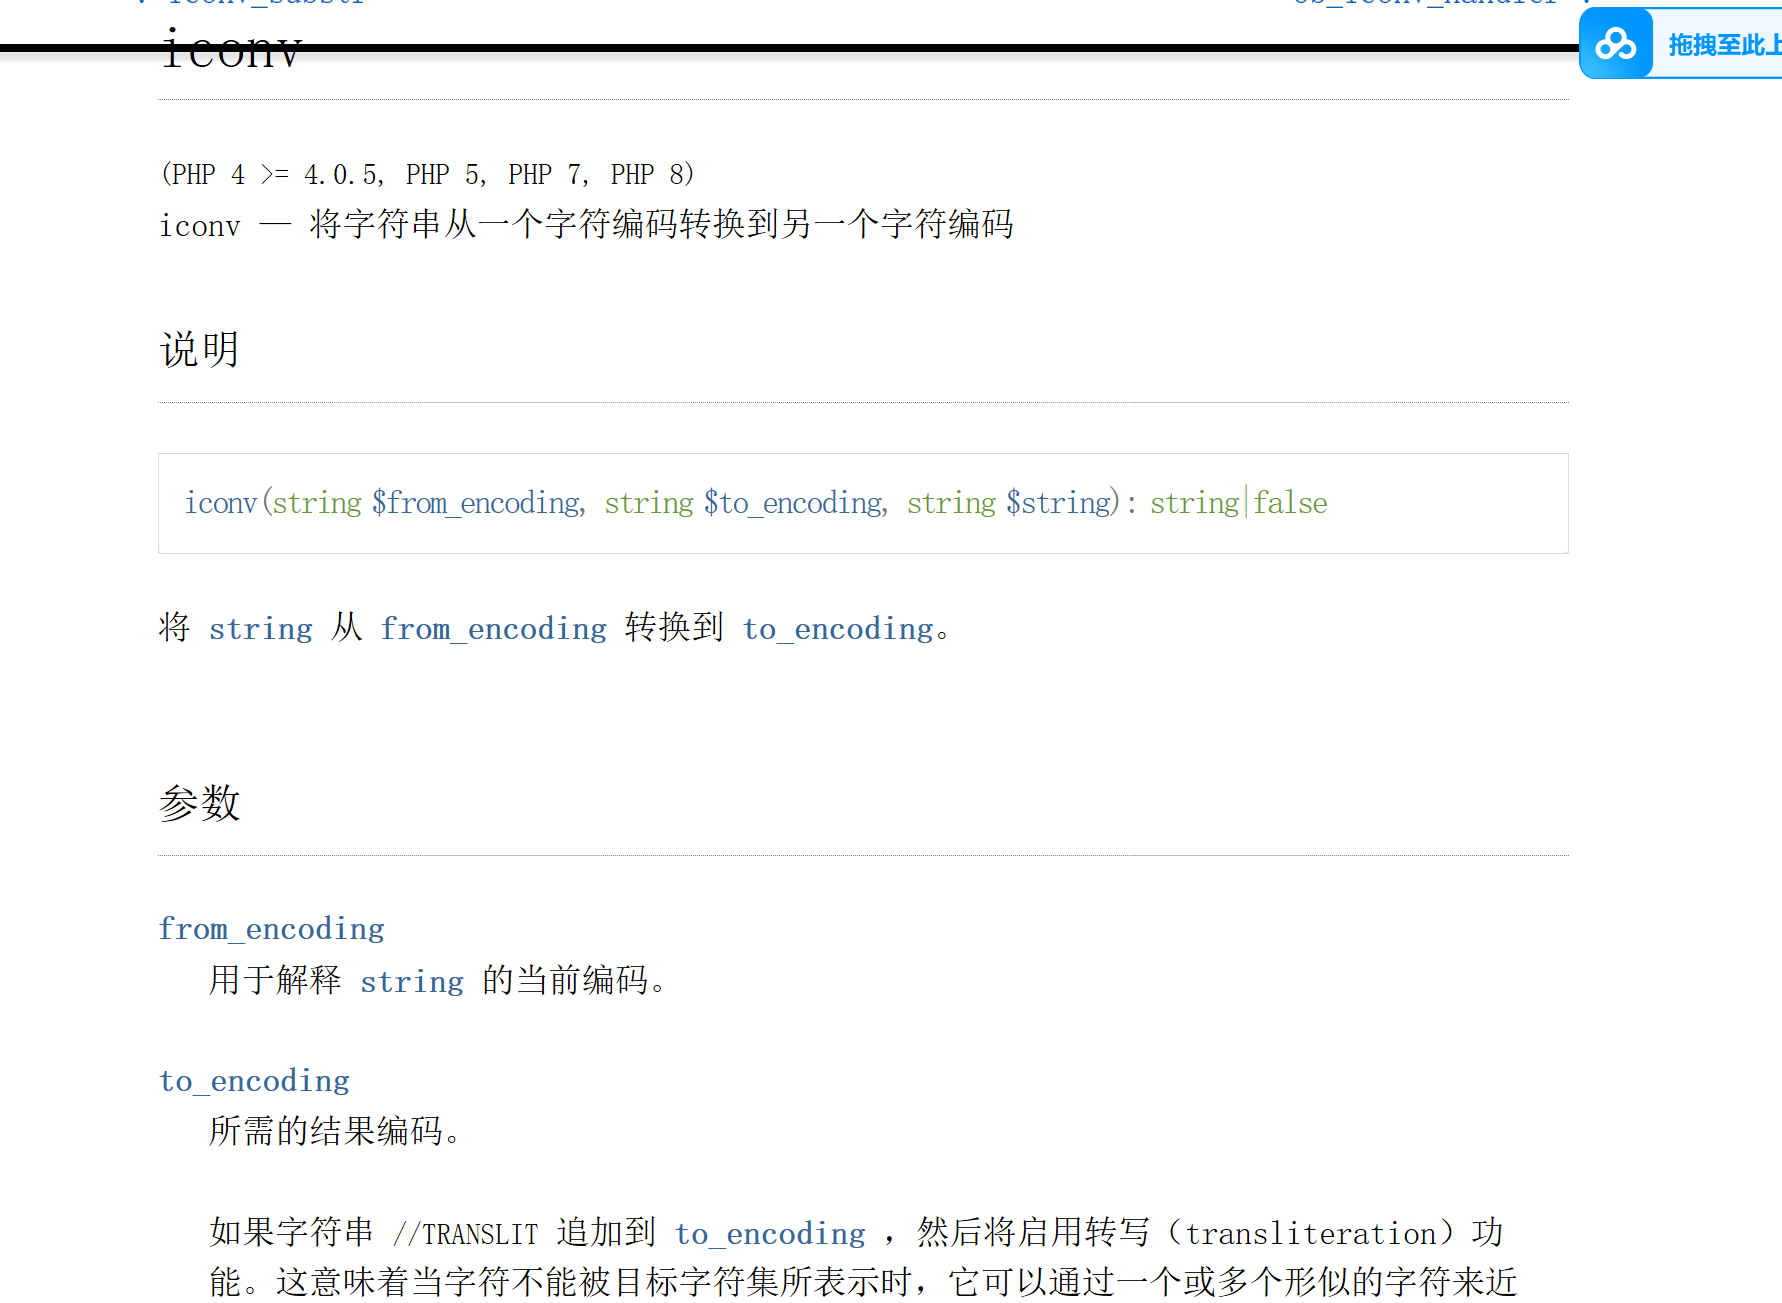 iconv_substr
ob_iconv_handler
iconv
拖拽至此上
(PHP 4 >= 4.0.5, PHP 5, PHP 7, PHP 8)
iconv — 将字符串从一个字符编码转换到另一个字符编码
说明
iconv(string $from_encoding, string $to_encoding, string $string): string|false
将 string 从 from_encoding 转换到 to_encoding。
参数
from_encoding
用于解释 string 的当前编码。
to_encoding
所需的结果编码。
如果字符串 //TRANSLIT 追加到 to_encoding ，然后将启用转写（transliteration）功
能。这意味着当字符不能被目标字符集所表示时，它可以通过一个或多个形似的字符来近